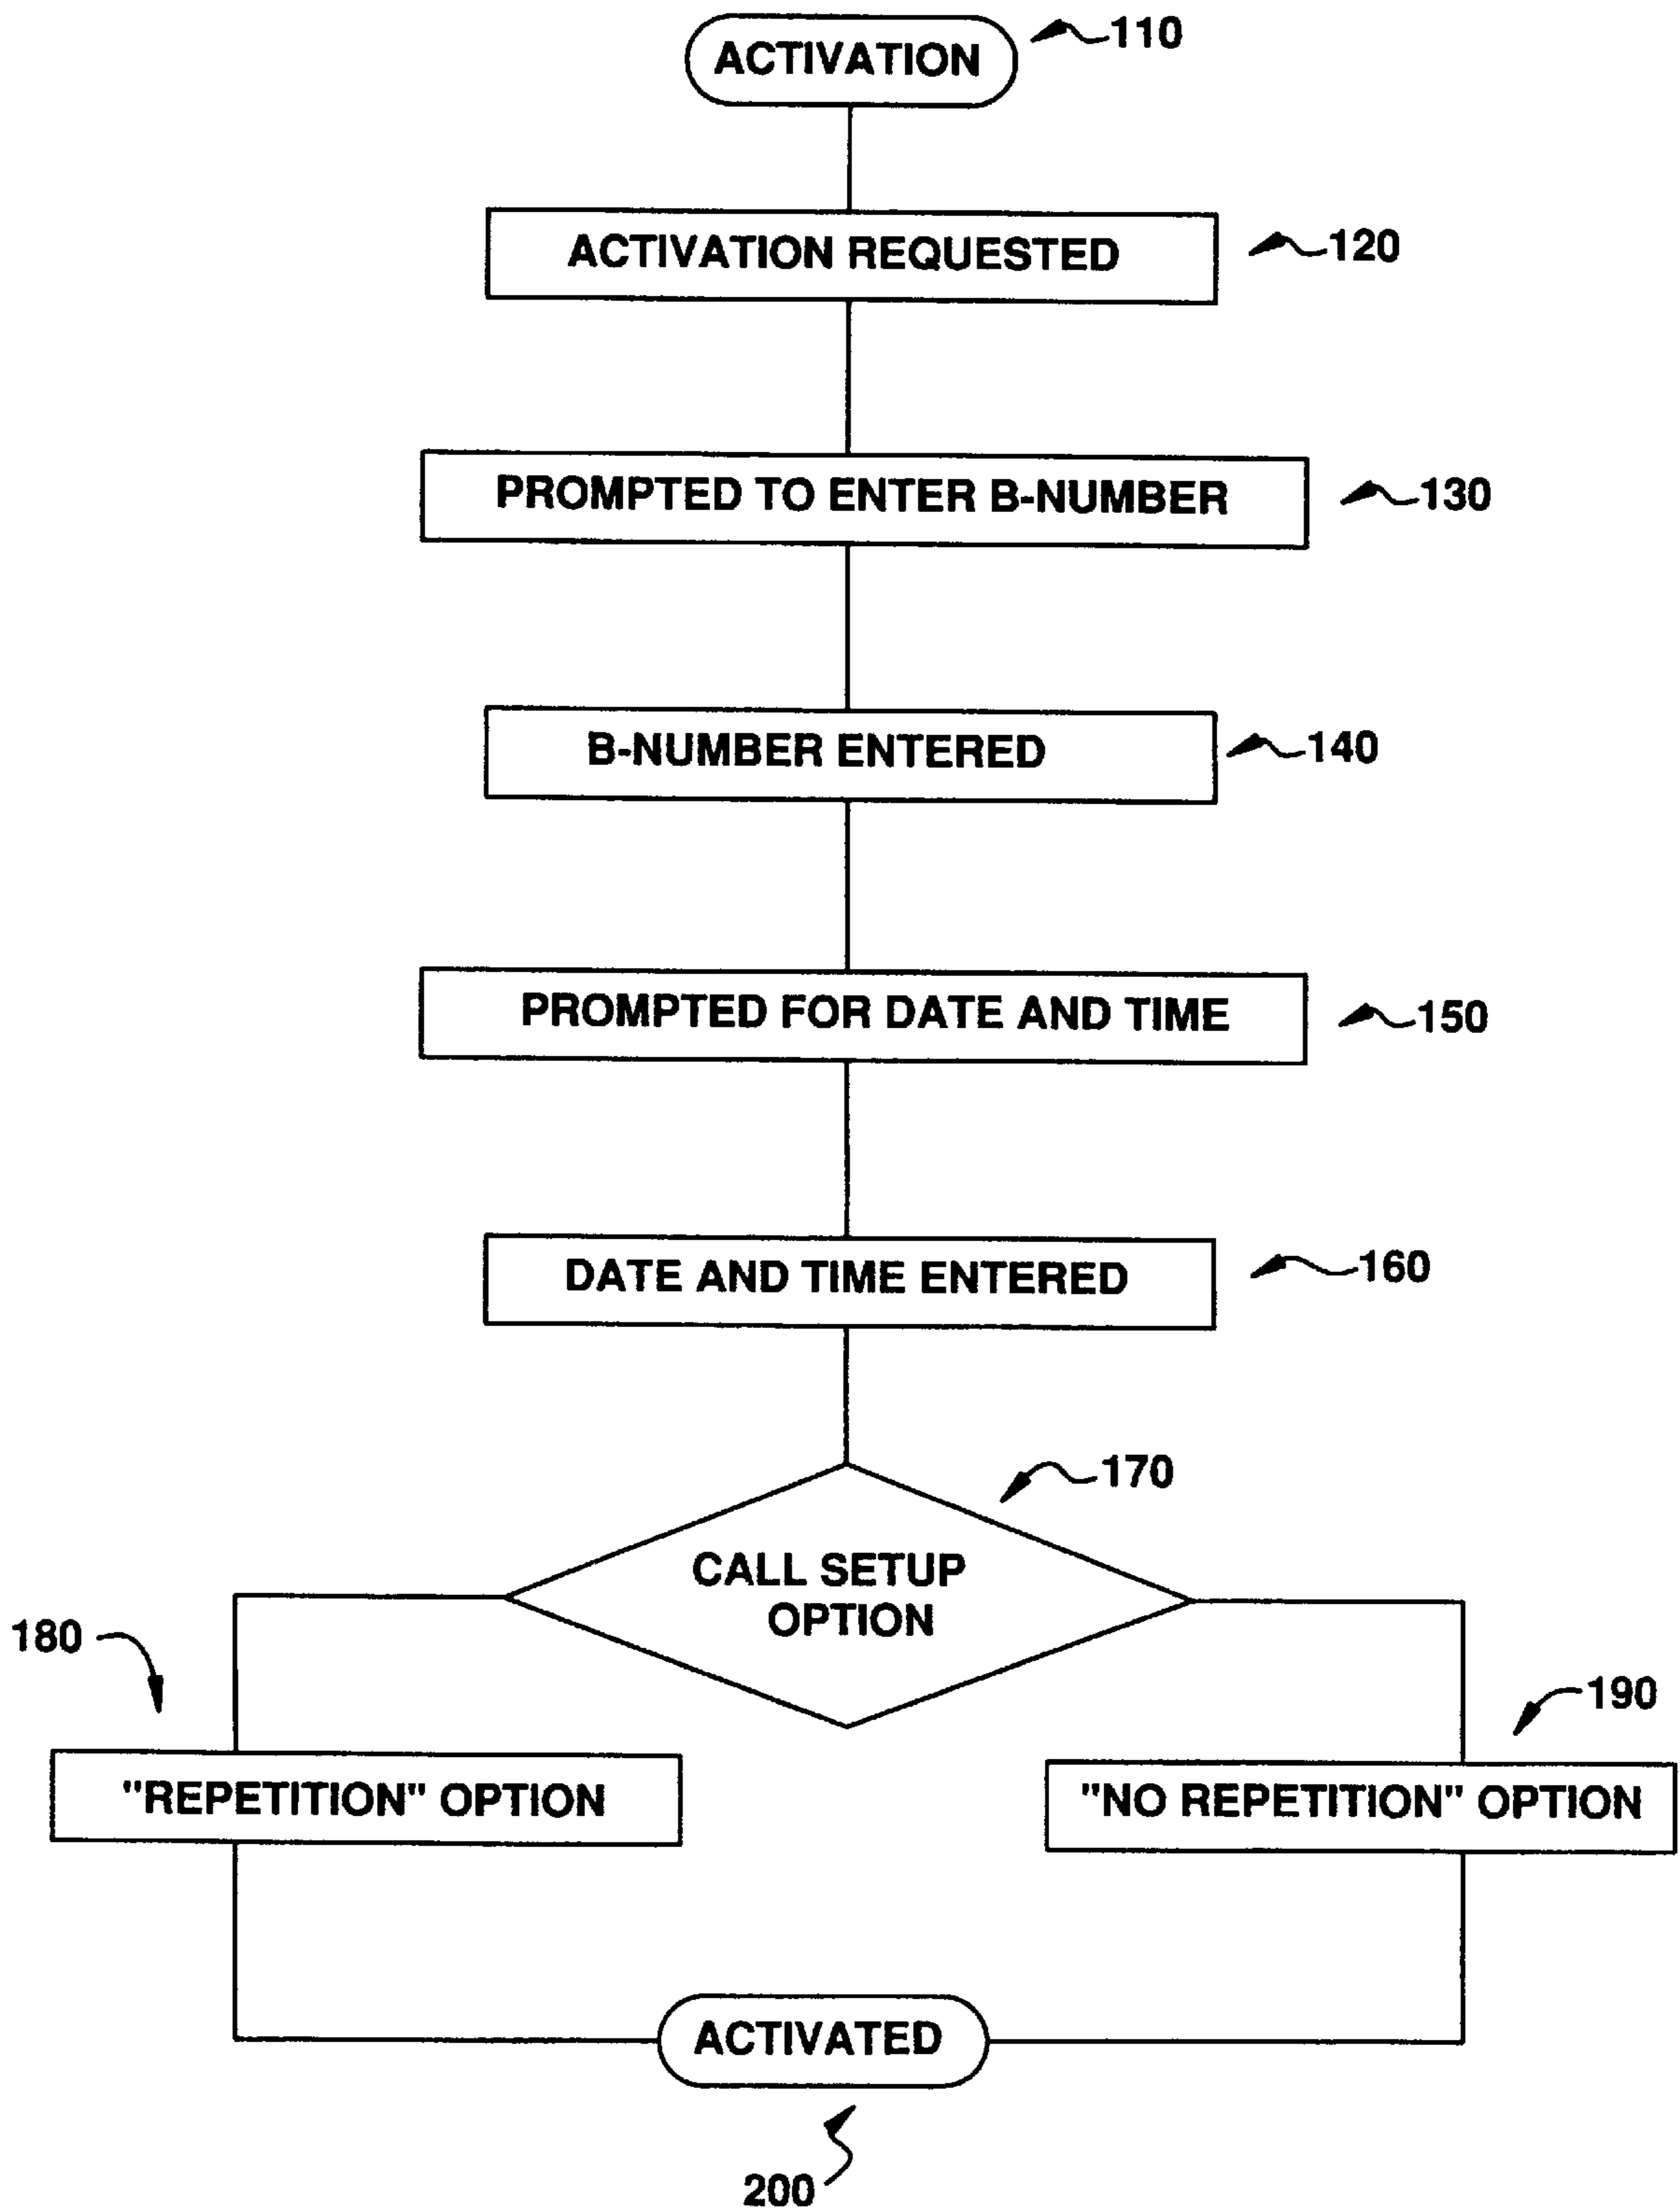 ACTIVATION
110
ACTIVATION REQUESTED
120
PROMPTED TO ENTER B-NUMBER
130
B-NUMBER ENTERED
140
PROMPTED FOR DATE AND TIME
150
DATE AND TIME ENTERED
160
170
CALL SETUP
OPTION
180
190
"REPETITION" OPTION
"NO REPETITION" OPTION
ACTIVATED
200